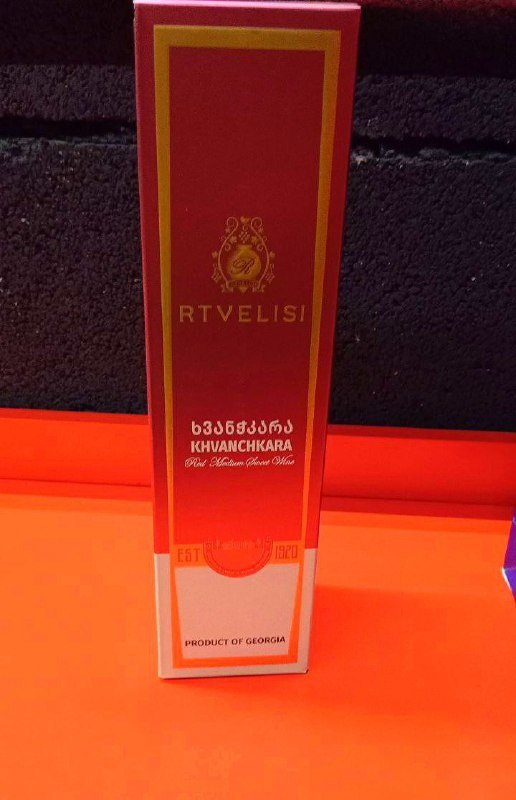 RTVELISI
ხვანჭკარა
KHVANCHKARA
Red Medium Sweet Wine
EST 1920
PRODUCT OF GEORGIA